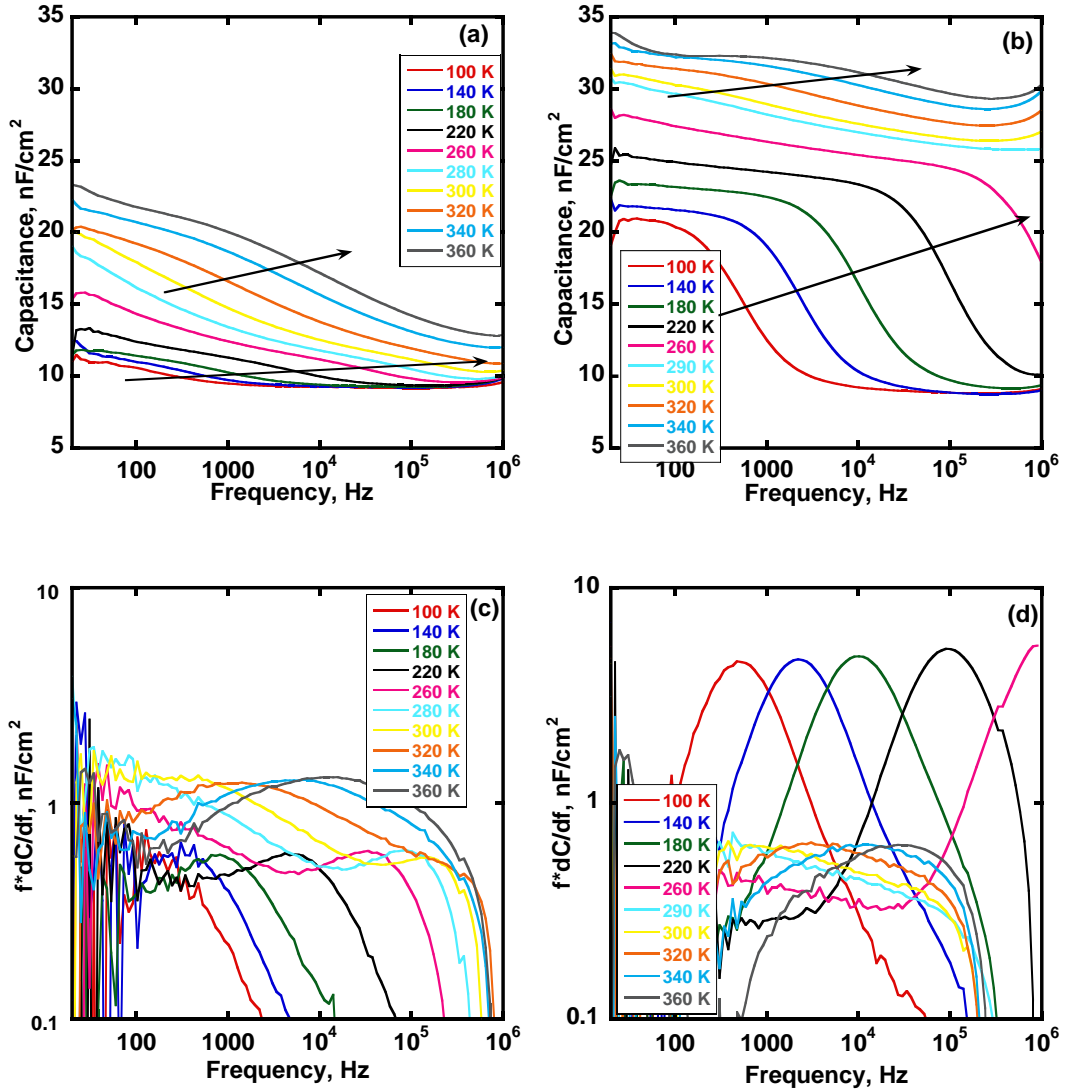 (a)
Capacitance, nF/cm²
35
30
25
20
15
10
5
100 K
140 K
180 K
220 K
260 K
280 K
300 K
320 K
340 K
360 K
100
1000
10⁴
10⁵
10⁶
Frequency, Hz
(b)
Capacitance, nF/cm²
35
30
25
20
15
10
5
100 K
140 K
180 K
220 K
260 K
290 K
300 K
320 K
340 K
360 K
100
1000
10⁴
10⁵
10⁶
Frequency, Hz
(c)
f*dC/df, nF/cm²
10
1
0.1
100 K
140 K
180 K
220 K
260 K
280 K
300 K
320 K
340 K
360 K
100
1000
10⁴
10⁵
10⁶
Frequency, Hz
(d)
f*dC/df, nF/cm²
10
1
0.1
100 K
140 K
180 K
220 K
260 K
290 K
300 K
320 K
340 K
360 K
100
1000
10⁴
10⁵
10⁶
Frequency, Hz